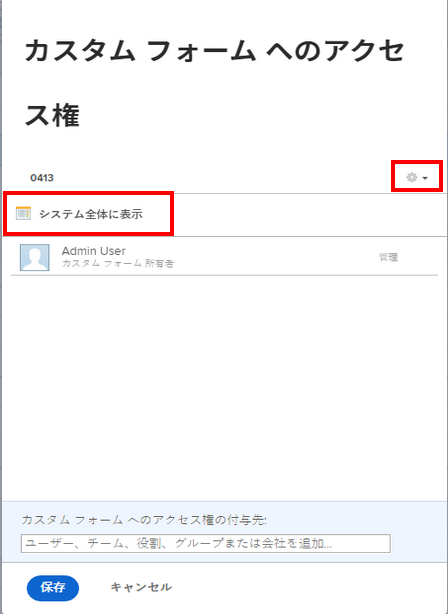 カスタム フォーム へのアクセ
ス権
0413
システム全体に表示
Admin User
カスタム フォーム 所有者
管理
カスタム フォーム へのアクセス権の付与先:
ユーザー、チーム、役割、グループまたは会社を追加...
保存
キャンセル